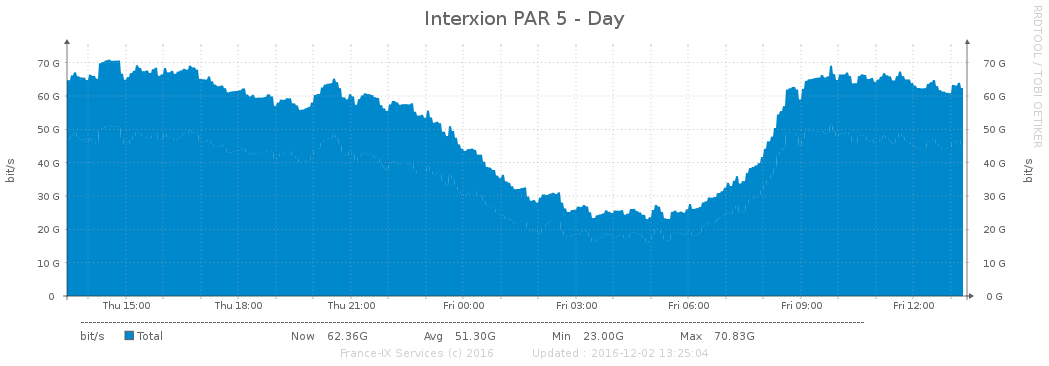 Interxion PAR 5 - Day
RRDTOOL / TOBI OETIKER
bit/s
70 G
60 G
50 G
40 G
30 G
20 G
10 G
0
70 G
60 G
50 G
40 G
30 G
20 G
10 G
0 G
bit/s
Thu 15:00 Thu 18:00 Thu 21:00 Fri 00:00 Fri 03:00 Fri 06:00 Fri 09:00 Fri 12:00
bit/s Total Now 62.36G Avg 51.30G Min 23.00G Max 70.83G
France-IX Services (c) 2016 Updated : 2016-12-02 13:25:04